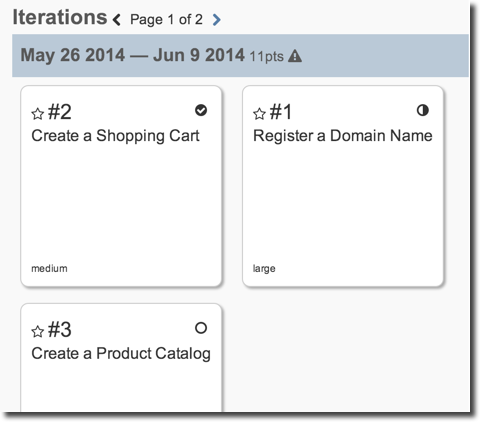 Iterations Page 1 of 2
May 26 2014 — Jun 9 2014 11pts
#2
Create a Shopping Cart
medium
#1
Register a Domain Name
large
#3
Create a Product Catalog